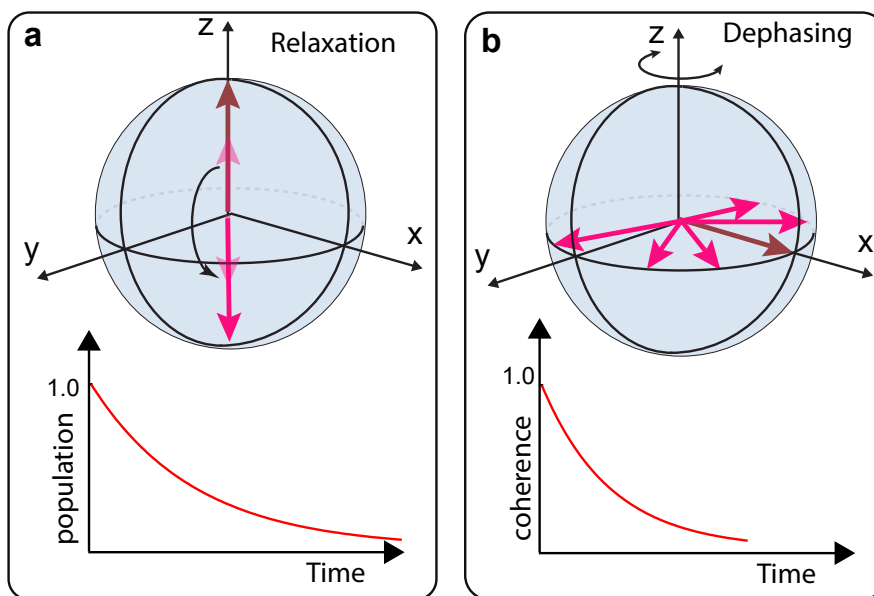 a
z
Relaxation
y
x
1.0
population
Time
b
z
Dephasing
y
x
1.0
coherence
Time